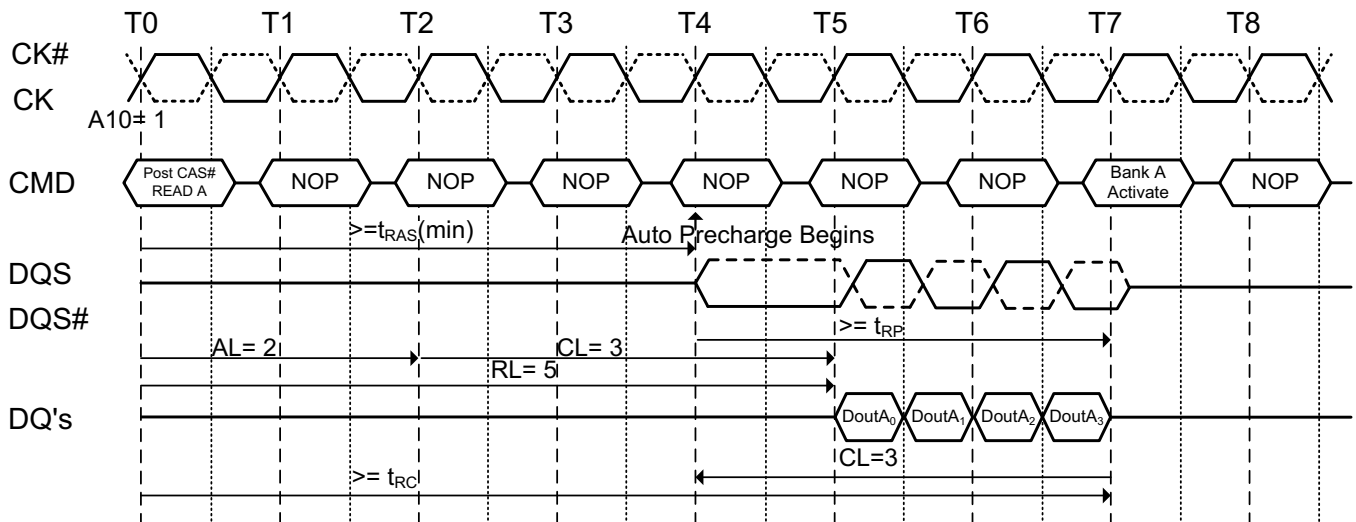 T0 T1 T2 T3 T4 T5 T6 T7 T8
CK#
CK
A10= 1
CMD Post CAS# READ A NOP NOP NOP NOP NOP NOP Bank A Activate NOP
>=tRAS(min) Auto Precharge Begins
DQS
DQS#
>= tRP
AL= 2 CL= 3
RL= 5
DQ's DoutA0 DoutA1 DoutA2 DoutA3
CL=3
>= tRC